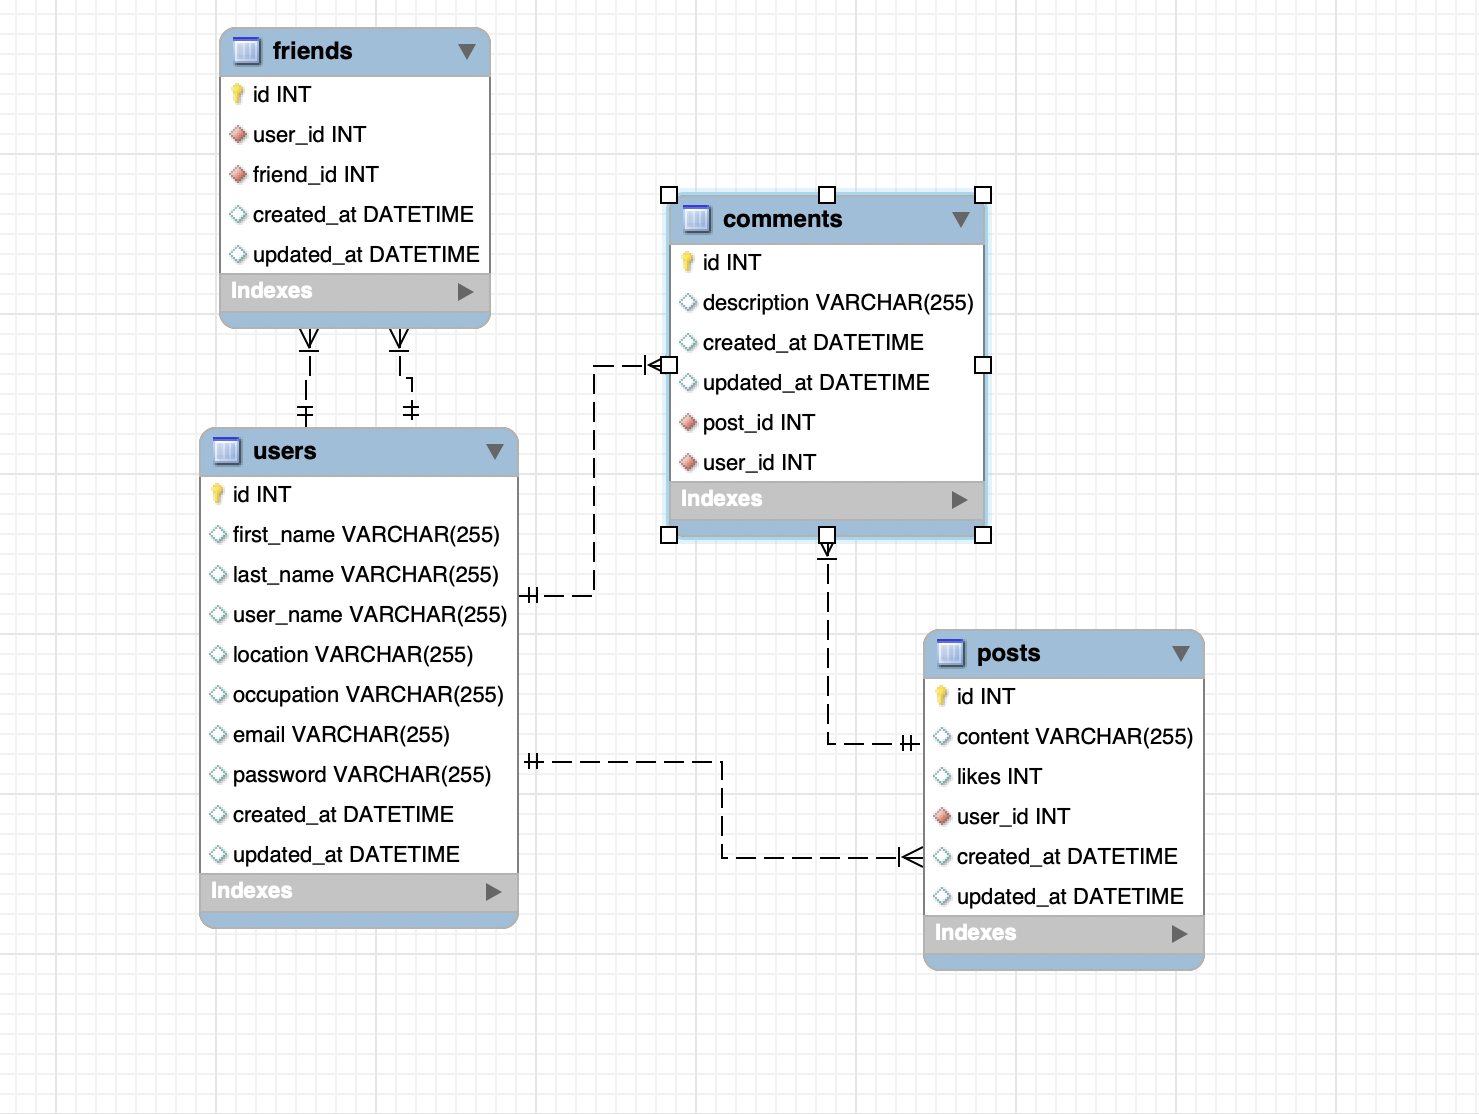 friends
id INT
user_id INT
friend_id INT
created_at DATETIME
updated_at DATETIME
Indexes
users
id INT
first_name VARCHAR(255)
last_name VARCHAR(255)
user_name VARCHAR(255)
location VARCHAR(255)
occupation VARCHAR(255)
email VARCHAR(255)
password VARCHAR(255)
created_at DATETIME
updated_at DATETIME
Indexes
comments
id INT
description VARCHAR(255)
created_at DATETIME
updated_at DATETIME
post_id INT
user_id INT
Indexes
posts
id INT
content VARCHAR(255)
likes INT
user_id INT
created_at DATETIME
updated_at DATETIME
Indexes